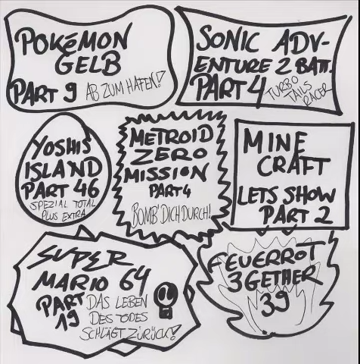 POKÉMON
GELB
PART 9 AB ZUM HAFEN!
SONIC ADV-
ENTURE 2 BATT.
PART 4 TURBO
TAILS
RACER
YOSHIS
ISLAND
PART 46
SPEZIAL TOTAL
PLUS EXTRA
METROID
ZERO
MISSION
PART 4
BOMB' DICH DURCH!
MINE
CRAFT
LETS SHOW
PART 2
SUPER
MARIO 64
PART 19
DAS LEBEN
DES TODES
SCHLÄGT ZURÜCK!
FEUERROT
3GETHER
39